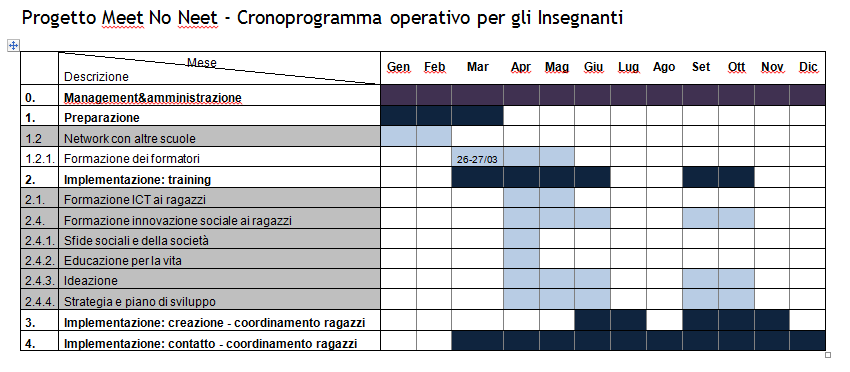 Progetto Meet No Neet - Cronoprogramma operativo per gli Insegnanti
Mese
Descrizione
Gen Feb Mar Apr Mag Giu Lug Ago Set Ott Nov Dic
0. Management&amministrazione
1. Preparazione
1.2 Network con altre scuole
1.2.1. Formazione dei formatori 26-27/03
2. Implementazione: training
2.1. Formazione ICT ai ragazzi
2.4. Formazione innovazione sociale ai ragazzi
2.4.1. Sfide sociali e della società
2.4.2. Educazione per la vita
2.4.3. Ideazione
2.4.4. Strategia e piano di sviluppo
3. Implementazione: creazione - coordinamento ragazzi
4. Implementazione: contatto - coordinamento ragazzi